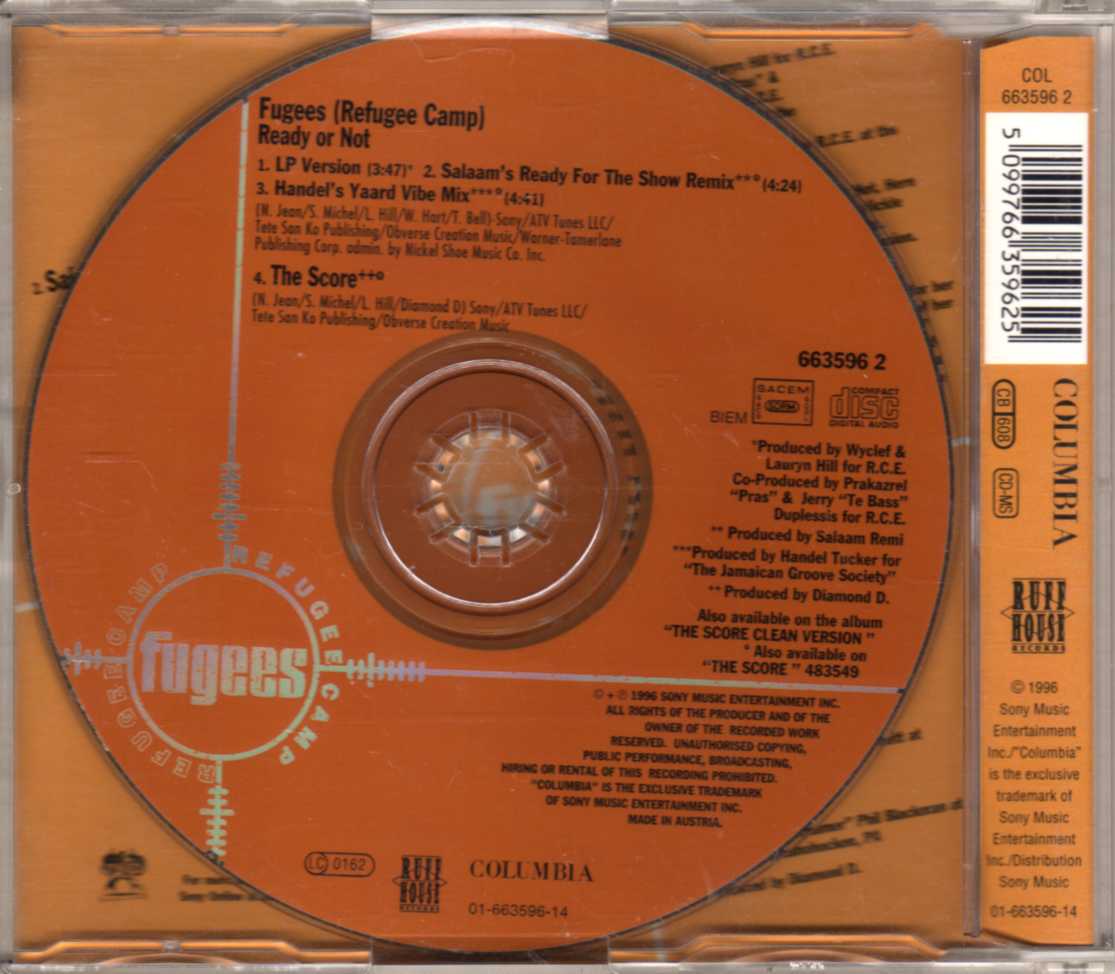 Fugees (Refugee Camp)
Ready or Not
1. LP Version (3:47)* 2. Salaam's Ready For The Show Remix**°(4:24)
3. Handel's Yaard Vibe Mix***°(4:41)
(N. Jean/S. Michel/L. Hill/W. Hart/T. Bell)-Sony/ATV Tunes LLC/
Tete San Ko Publishing/Obverse Creation Music/Warner-Tamerlane
Publishing Corp. admin. by Nickel Shoe Music Co. Inc.
4. The Score++°
(N. Jean/S. Michel/L. Hill/Diamond D) Sony/ATV Tunes LLC/
Tete San Ko Publishing/Obverse Creation Music
663596 2
BIEM
SACEM
SDRM
COMPACT
disc
DIGITAL AUDIO
*Produced by Wyclef &
Lauryn Hill for R.C.E.
Co-Produced by Prakazrel
"Pras" & Jerry "Te Bass"
Duplessis for R.C.E.
** Produced by Salaam Remi
***Produced by Handel Tucker for
"The Jamaican Groove Society"
++ Produced by Diamond D.
Also available on the album
"THE SCORE CLEAN VERSION "
° Also available on
"THE SCORE " 483549
© + ℗ 1996 SONY MUSIC ENTERTAINMENT INC.
ALL RIGHTS OF THE PRODUCER AND OF THE
OWNER OF THE RECORDED WORK
RESERVED. UNAUTHORISED COPYING,
PUBLIC PERFORMANCE, BROADCASTING,
HIRING OR RENTAL OF THIS RECORDING PROHIBITED.
"COLUMBIA" IS THE EXCLUSIVE TRADEMARK
OF SONY MUSIC ENTERTAINMENT INC.
MADE IN AUSTRIA.
REFUGEE CAMP
REFUGEE CAMP
fugees
LC 0162
RUFF
HOUSE
RECORDS
COLUMBIA
01-663596-14
COL
663596 2
5 099766 359625
CB 608
CD-MS
COLUMBIA
RUFF
HOUSE
RECORDS
© 1996
Sony Music
Entertainment
Inc./"Columbia"
is the exclusive
trademark of
Sony Music
Entertainment
Inc./Distribution
Sony Music
01-663596-14